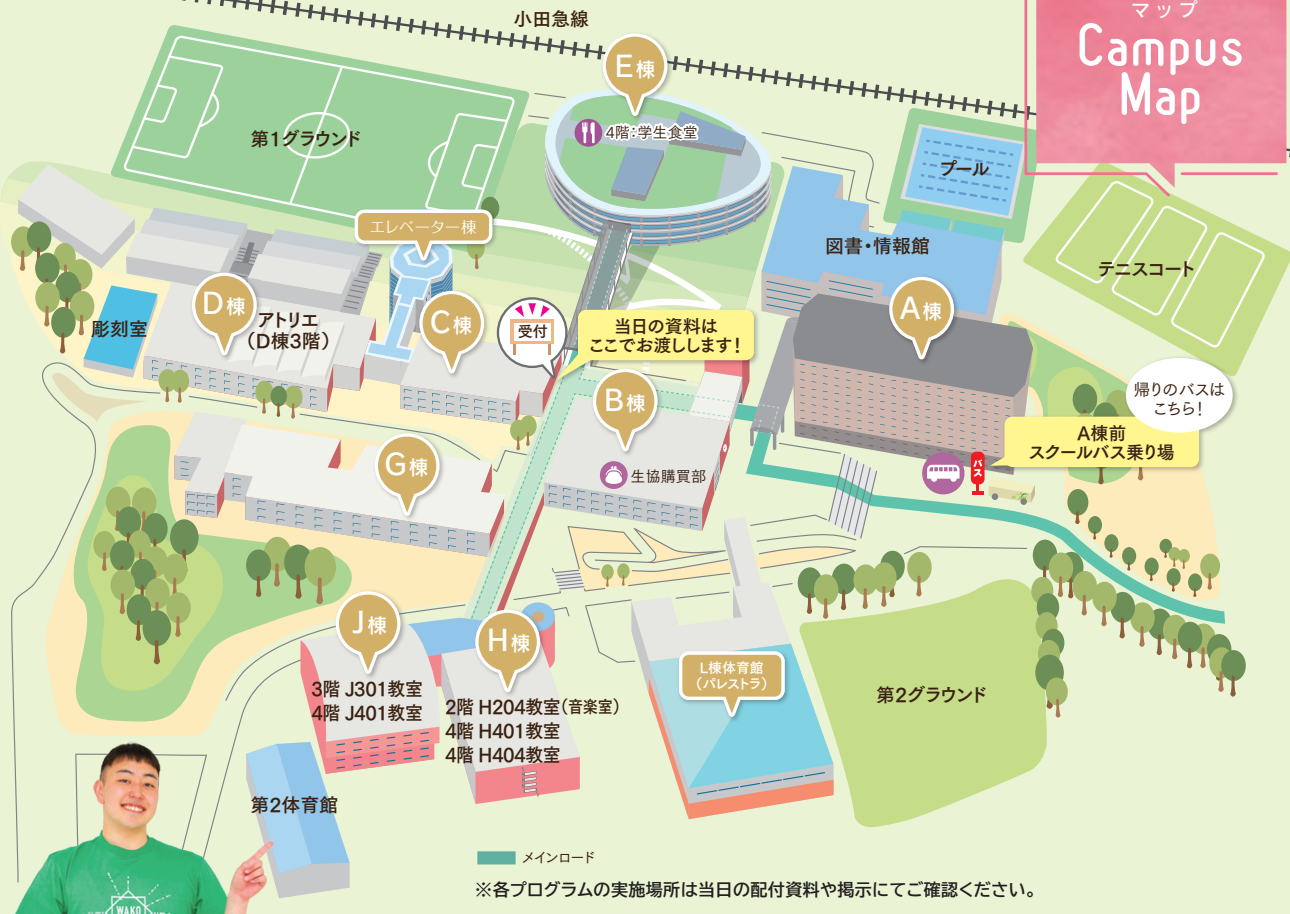 マップ
Campus
Map
小田急線
E棟
4階・学生食堂
第1グラウンド
プール
エレベーター棟
図書・情報館
テニスコート
D棟
アトリエ
（D棟3階）
彫刻室
C棟
受付
当日の資料は
ここでお渡しします！
A棟
帰りのバスは
こちら！
A棟前
スクールバス乗り場
バス
B棟
生協購買部
G棟
J棟
3階 J301教室
4階 J401教室
H棟
2階 H204教室（音楽室）
4階 H401教室
4階 H404教室
L棟体育館
（パレストラ）
第2グラウンド
第2体育館
WAKO
メインロード
※各プログラムの実施場所は当日の配付資料や掲示にてご確認ください。